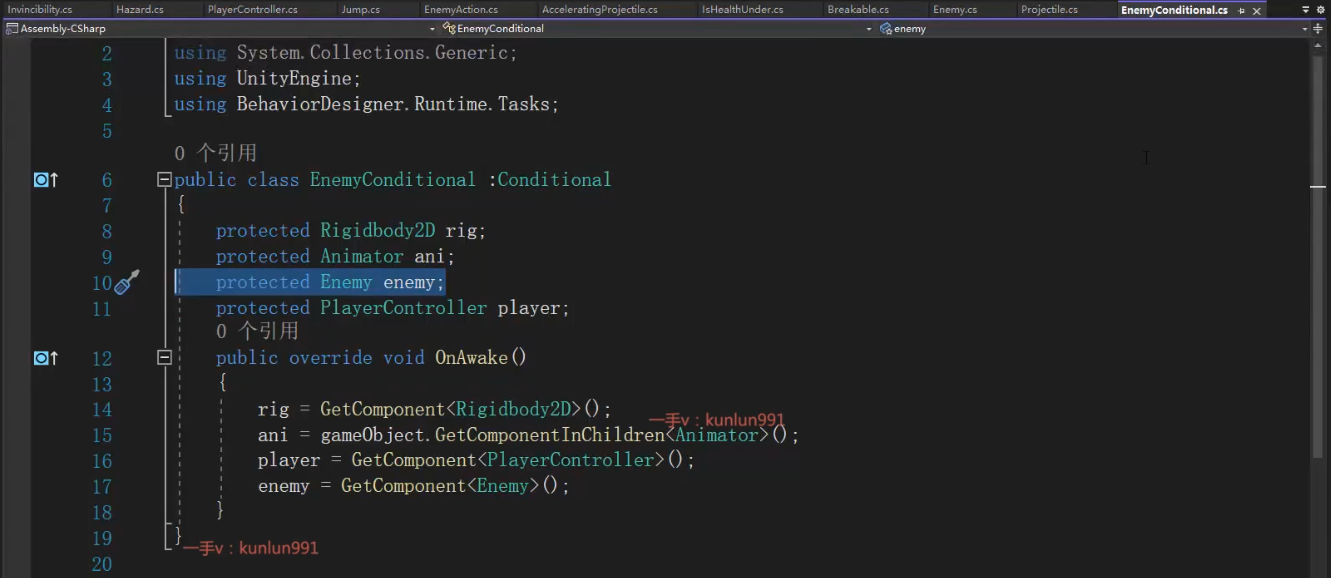 Invincibility.cs Hazard.cs PlayerController.cs Jump.cs EnemyAction.cs AcceleratingProjectile.cs IsHealthUnder.cs Breakable.cs Enemy.cs Projectile.cs EnemyConditional.cs
Assembly-CSharp EnemyConditional enemy
2 using System.Collections.Generic;
3 using UnityEngine;
4 using BehaviorDesigner.Runtime.Tasks;
5
0 个引用
6 public class EnemyConditional :Conditional
7 {
8 protected Rigidbody2D rig;
9 protected Animator ani;
10 protected Enemy enemy;
11 protected PlayerController player;
0 个引用
12 public override void OnAwake()
13 {
14 rig = GetComponent<Rigidbody2D>();
一手v：kunlun991
15 ani = gameObject.GetComponentInChildren<Animator>();
16 player = GetComponent<PlayerController>();
17 enemy = GetComponent<Enemy>();
18 }
19 }
一手v：kunlun991
20